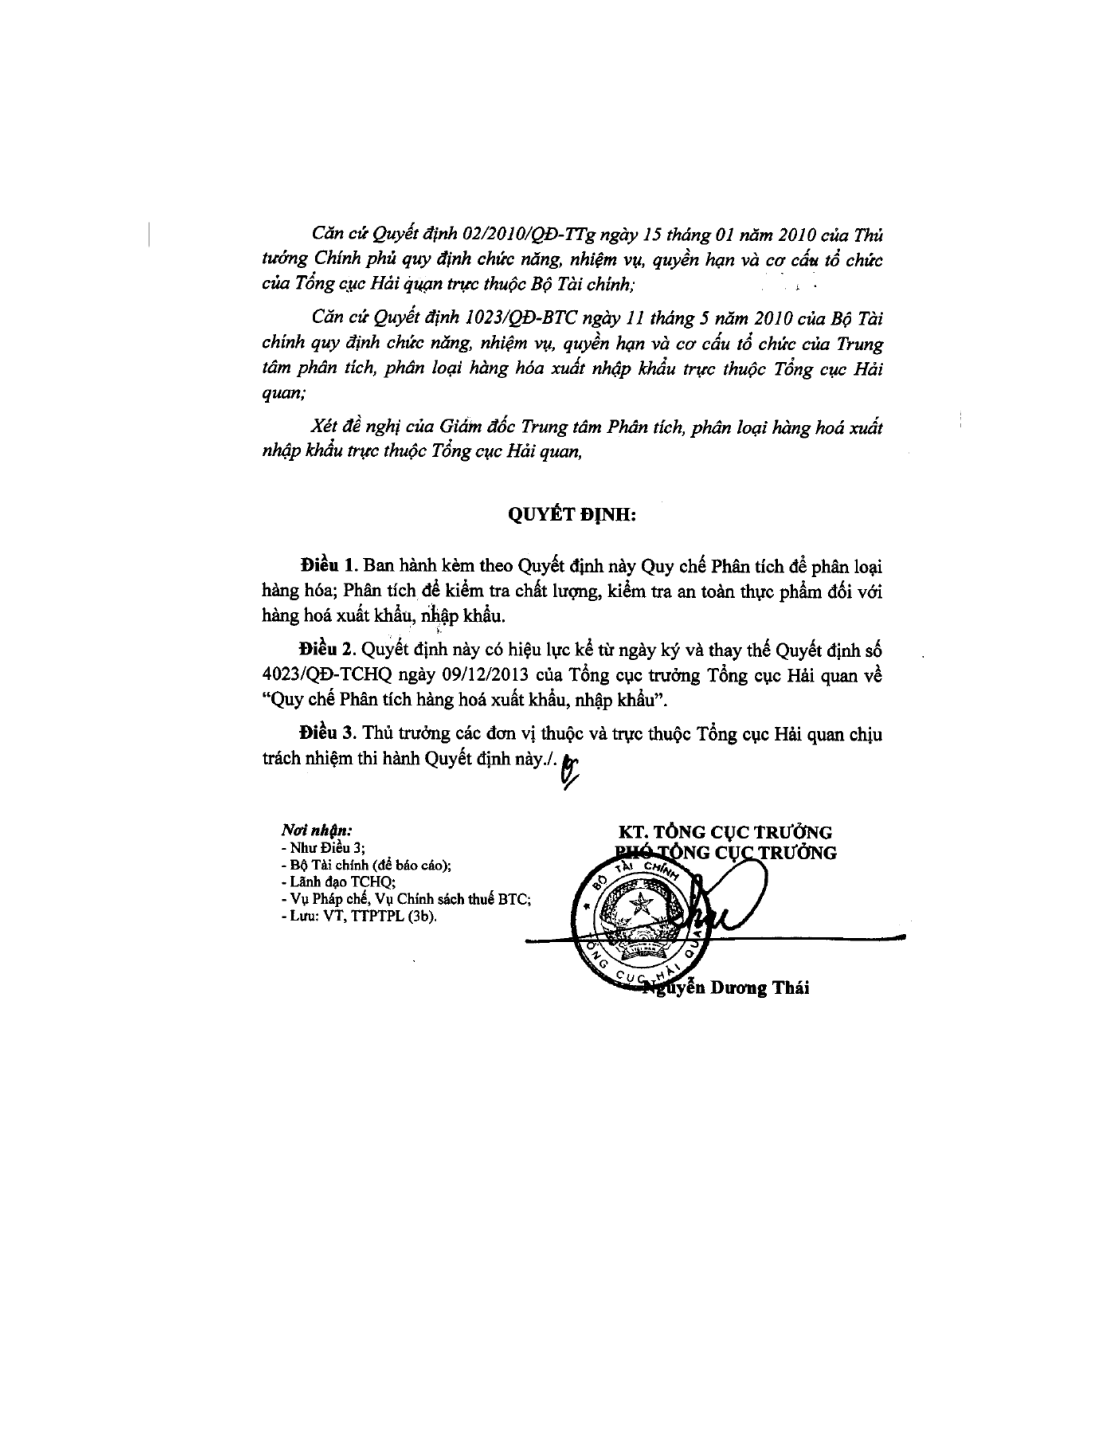 Căn cứ Quyết định 02/2010/QĐ-TTg ngày 15 tháng 01 năm 2010 của Thủ
tướng Chính phủ quy định chức năng, nhiệm vụ, quyền hạn và cơ cấu tổ chức
của Tổng cục Hải quan trực thuộc Bộ Tài chính;
Căn cứ Quyết định 1023/QĐ-BTC ngày 11 tháng 5 năm 2010 của Bộ Tài
chính quy định chức năng, nhiệm vụ, quyền hạn và cơ cấu tổ chức của Trung
tâm phân tích, phân loại hàng hóa xuất nhập khẩu trực thuộc Tổng cục Hải
quan;
Xét đề nghị của Giám đốc Trung tâm Phân tích, phân loại hàng hoá xuất
nhập khẩu trực thuộc Tổng cục Hải quan,
QUYẾT ĐỊNH:
Điều 1. Ban hành kèm theo Quyết định này Quy chế Phân tích để phân loại
hàng hóa; Phân tích để kiểm tra chất lượng, kiểm tra an toàn thực phẩm đối với
hàng hoá xuất khẩu, nhập khẩu.
Điều 2. Quyết định này có hiệu lực kể từ ngày ký và thay thế Quyết định số
4023/QĐ-TCHQ ngày 09/12/2013 của Tổng cục trưởng Tổng cục Hải quan về
“Quy chế Phân tích hàng hoá xuất khẩu, nhập khẩu”.
Điều 3. Thủ trưởng các đơn vị thuộc và trực thuộc Tổng cục Hải quan chịu
trách nhiệm thi hành Quyết định này./.
Nơi nhận:
- Như Điều 3;
- Bộ Tài chính (để báo cáo);
- Lãnh đạo TCHQ;
- Vụ Pháp chế, Vụ Chính sách thuế BTC;
- Lưu: VT, TTPTPL (3b).
KT. TỔNG CỤC TRƯỞNG
PHÓ TỔNG CỤC TRƯỞNG
BỘ TÀI CHÍNH
TỔNG CỤC HẢI QUAN
Nguyễn Dương Thái